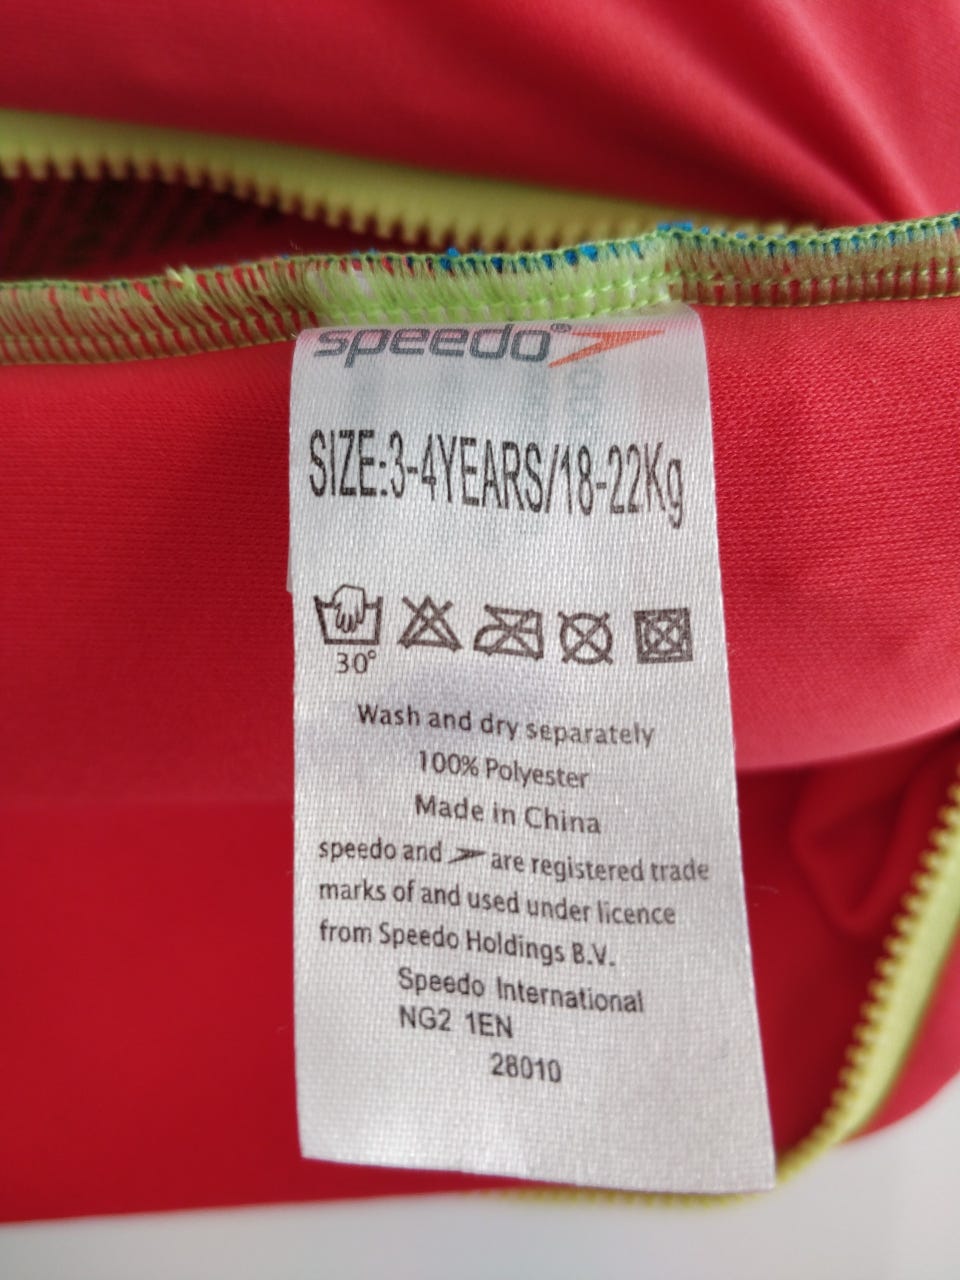 speedo®
SIZE:3-4YEARS/18-22Kg
30°
Wash and dry separately
100% Polyester
Made in China
speedo and are registered trade
marks of and used under licence
from Speedo Holdings B.V.
Speedo International
NG2 1EN
28010